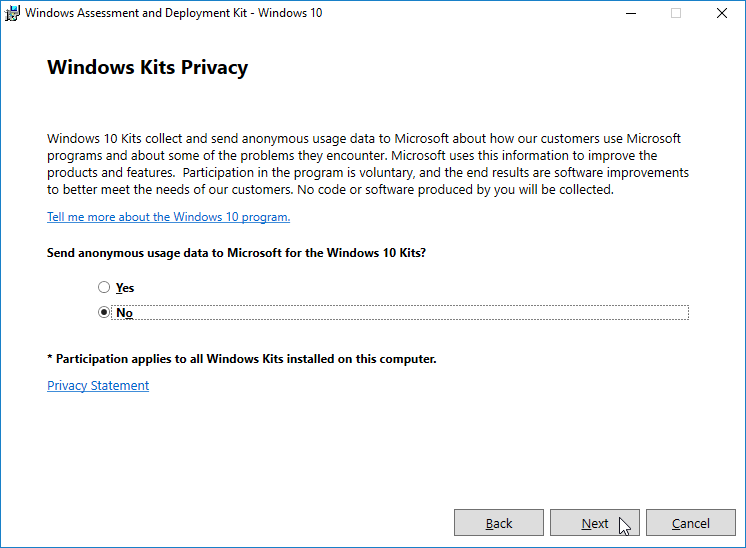 Windows Assessment and Deployment Kit - Windows 10
Windows Kits Privacy
Windows 10 Kits collect and send anonymous usage data to Microsoft about how our customers use Microsoft
programs and about some of the problems they encounter. Microsoft uses this information to improve the
products and features.  Participation in the program is voluntary, and the end results are software improvements
to better meet the needs of our customers. No code or software produced by you will be collected.
Tell me more about the Windows 10 program.
Send anonymous usage data to Microsoft for the Windows 10 Kits?
Yes
No
* Participation applies to all Windows Kits installed on this computer.
Privacy Statement
Back Next Cancel